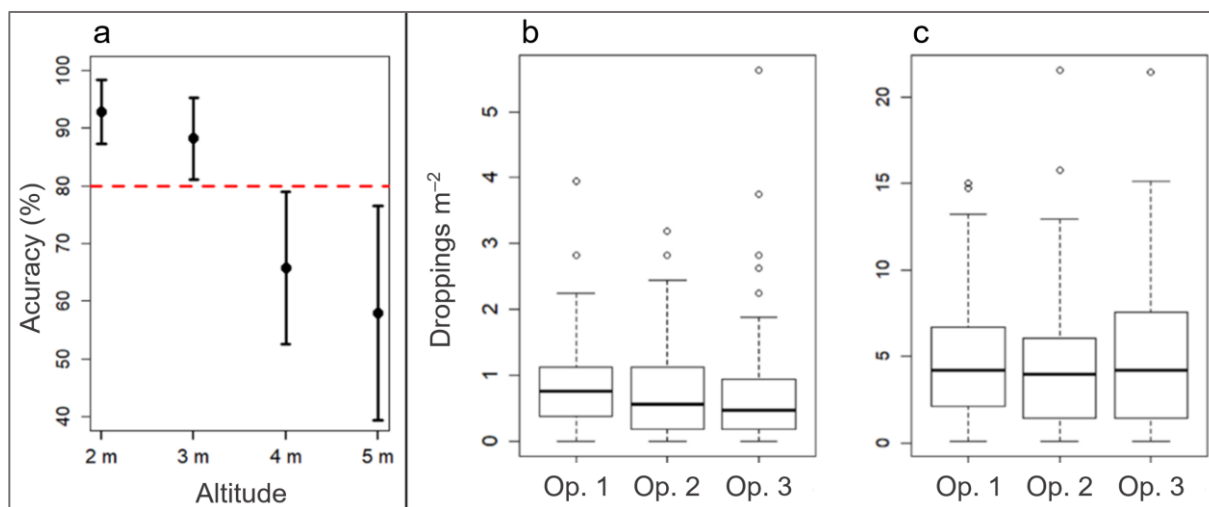 a
Acuracy (%)
100
90
80
70
60
50
40
2 m 3 m 4 m 5 m
Altitude
b
Droppings m⁻²
5
4
3
2
1
0
Op. 1 Op. 2 Op. 3
c
20
15
10
5
0
Op. 1 Op. 2 Op. 3